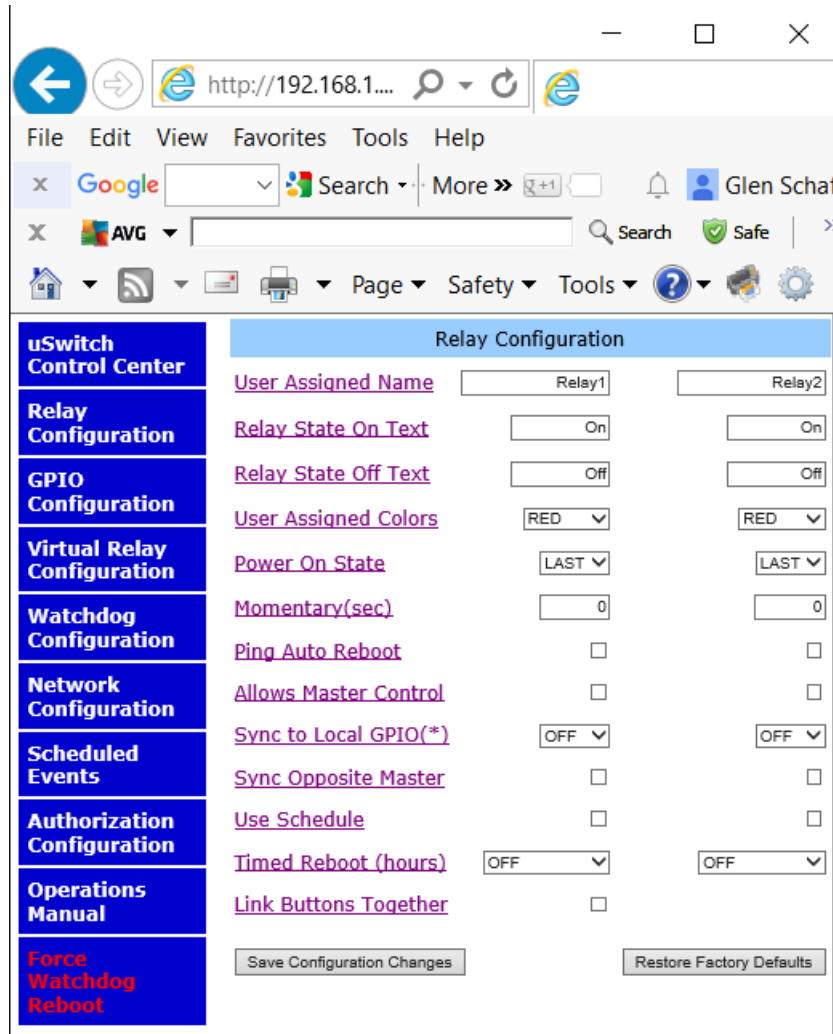 http://192.168.1....
File Edit View Favorites Tools Help
x Google Search More » g+1 Glen Schaf
x AVG Search Safe »
Page Safety Tools ?
uSwitch
Control Center
Relay
Configuration
GPIO
Configuration
Virtual Relay
Configuration
Watchdog
Configuration
Network
Configuration
Scheduled
Events
Authorization
Configuration
Operations
Manual
Force
Watchdog
Reboot
Relay Configuration
User Assigned Name Relay1 Relay2
Relay State On Text On On
Relay State Off Text Off Off
User Assigned Colors RED RED
Power On State LAST LAST
Momentary(sec) 0 0
Ping Auto Reboot
Allows Master Control
Sync to Local GPIO(*) OFF OFF
Sync Opposite Master
Use Schedule
Timed Reboot (hours) OFF OFF
Link Buttons Together
Save Configuration Changes Restore Factory Defaults